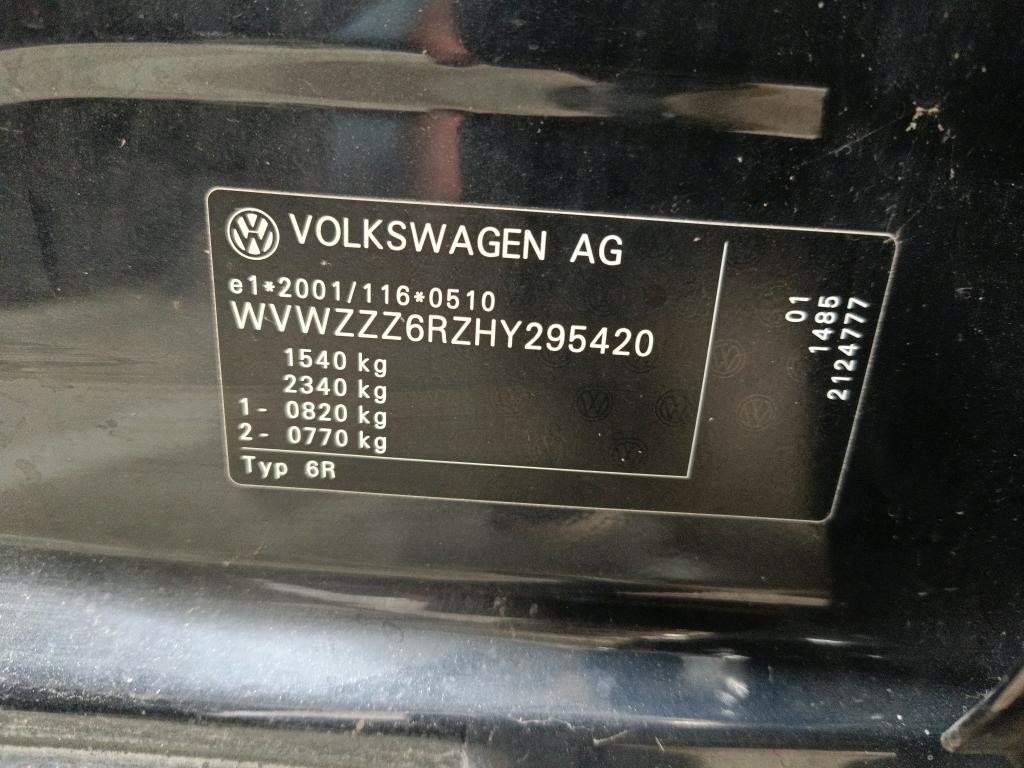 VOLKSWAGEN AG
e1*2001/116*0510
WVWZZZ6RZHY295420
1540 kg
2340 kg
1- 0820 kg
2- 0770 kg
Typ 6R
01
1485
2124777